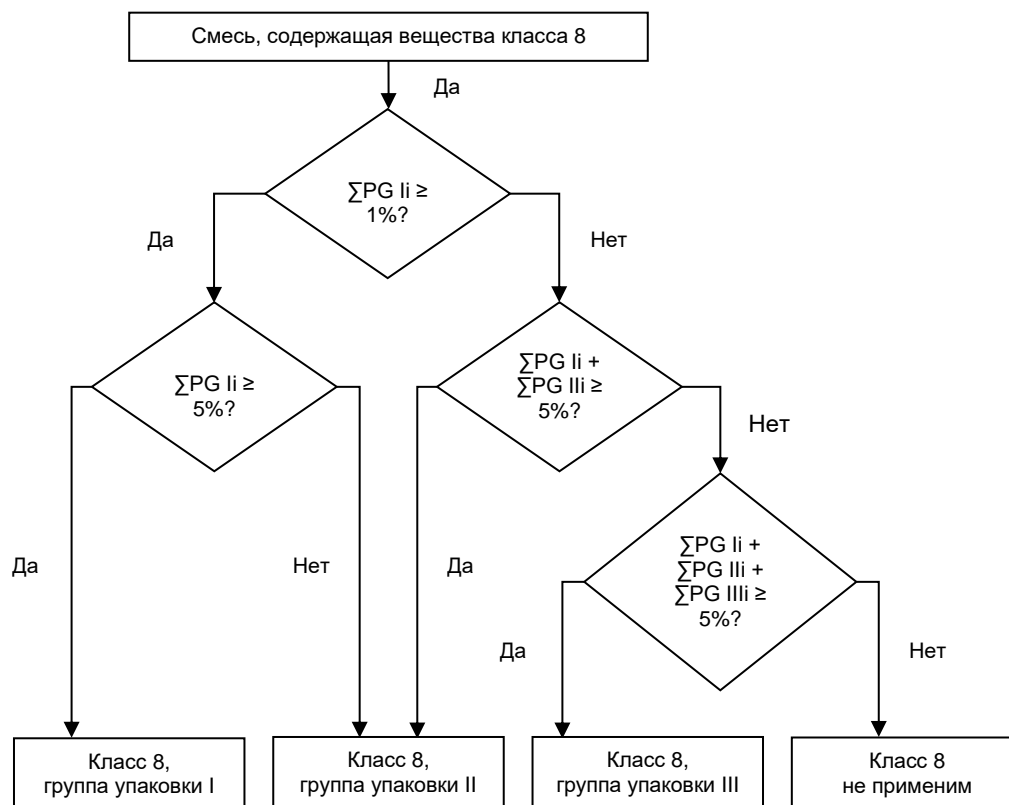 Смесь, содержащая вещества класса 8
Да
∑PG Ii ≥
1%?
Да
Нет
∑PG Ii ≥
5%?
∑PG Ii +
∑PG IIi ≥
5%?
Нет
Да
Нет
Да
∑PG Ii +
∑PG IIi +
∑PG IIIi ≥
5%?
Да
Нет
Класс 8,
группа упаковки I
Класс 8,
группа упаковки II
Класс 8,
группа упаковки III
Класс 8
не применим